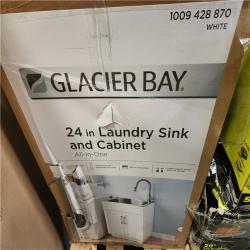 1009 428 870
WHITE
GLACIER BAY
24 in Laundry Sink
and Cabinet
All-in-One